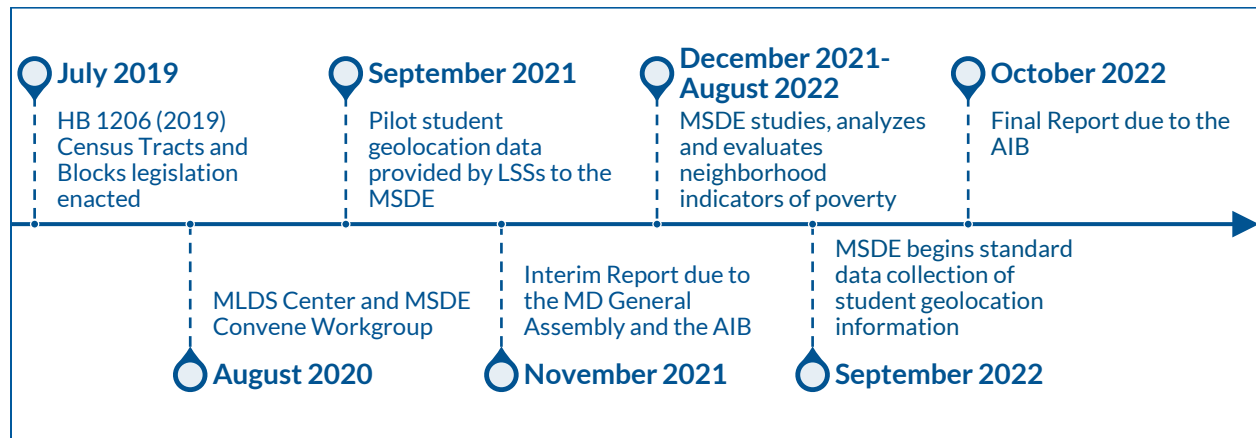 July 2019
HB 1206 (2019)
Census Tracts and
Blocks legislation
enacted
MLDS Center and MSDE
Convene Workgroup
August 2020
September 2021
Pilot student
geolocation data
provided by LSSs to the
MSDE
Interim Report due to
the MD General
Assembly and the AIB
November 2021
December 2021-
August 2022
MSDE studies, analyzes
and evaluates
neighborhood
indicators of poverty
MSDE begins standard
data collection of
student geolocation
information
September 2022
October 2022
Final Report due to the
AIB